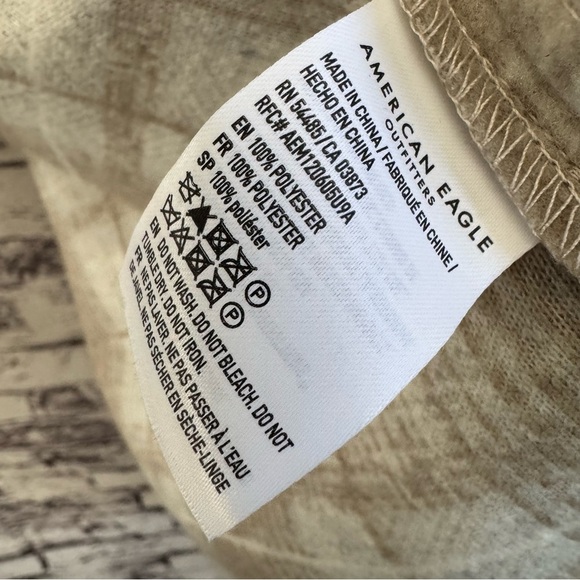 AMERICAN EAGLE
OUTFITTERS
MADE IN CHINA / FABRIQUÉ EN CHINE /
HECHO EN CHINA
RN 54485 / CA 03873
RFC# AEM120605U9A
EN 100% POLYESTER
FR 100% POLYESTER
SP 100% poliéster
P
P
EN DO NOT WASH. DO NOT BLEACH. DO NOT
TUMBLE DRY. DO NOT IRON.
FR NE PAS LAVER. NE PAS PASSER À L'EAU
DE JAVEL. NE PAS SÉCHER EN SÈCHE-LINGE